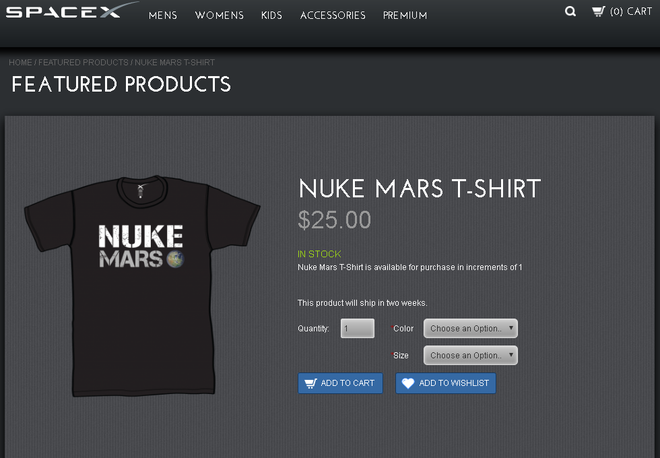 SPACEX
MENS WOMENS KIDS ACCESSORIES PREMIUM
(0) CART
HOME / FEATURED PRODUCTS / NUKE MARS T-SHIRT
FEATURED PRODUCTS
NUKE
MARS
NUKE MARS T-SHIRT
$25.00
IN STOCK
Nuke Mars T-Shirt is available for purchase in increments of 1
This product will ship in two weeks.
Quantity: 1 *Color Choose an Option..
*Size Choose an Option..
ADD TO CART ADD TO WISHLIST